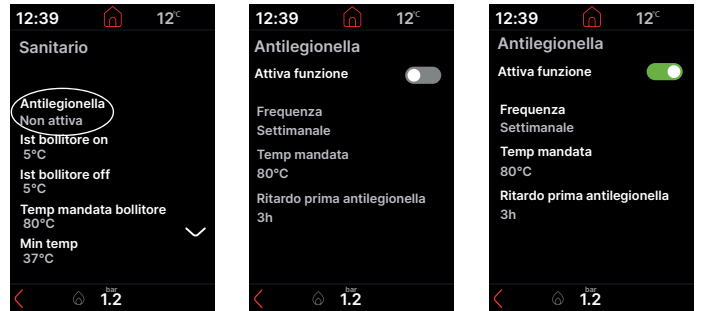 12:39 12°C
Sanitario
Antilegionella
Non attiva
Ist bollitore on
5°C
Ist bollitore off
5°C
Temp mandata bollitore
80°C
Min temp
37°C
bar
1.2
12:39 12°C
Antilegionella
Attiva funzione
Frequenza
Settimanale
Temp mandata
80°C
Ritardo prima antilegionella
3h
bar
1.2
12:39 12°C
Antilegionella
Attiva funzione
Frequenza
Settimanale
Temp mandata
80°C
Ritardo prima antilegionella
3h
bar
1.2